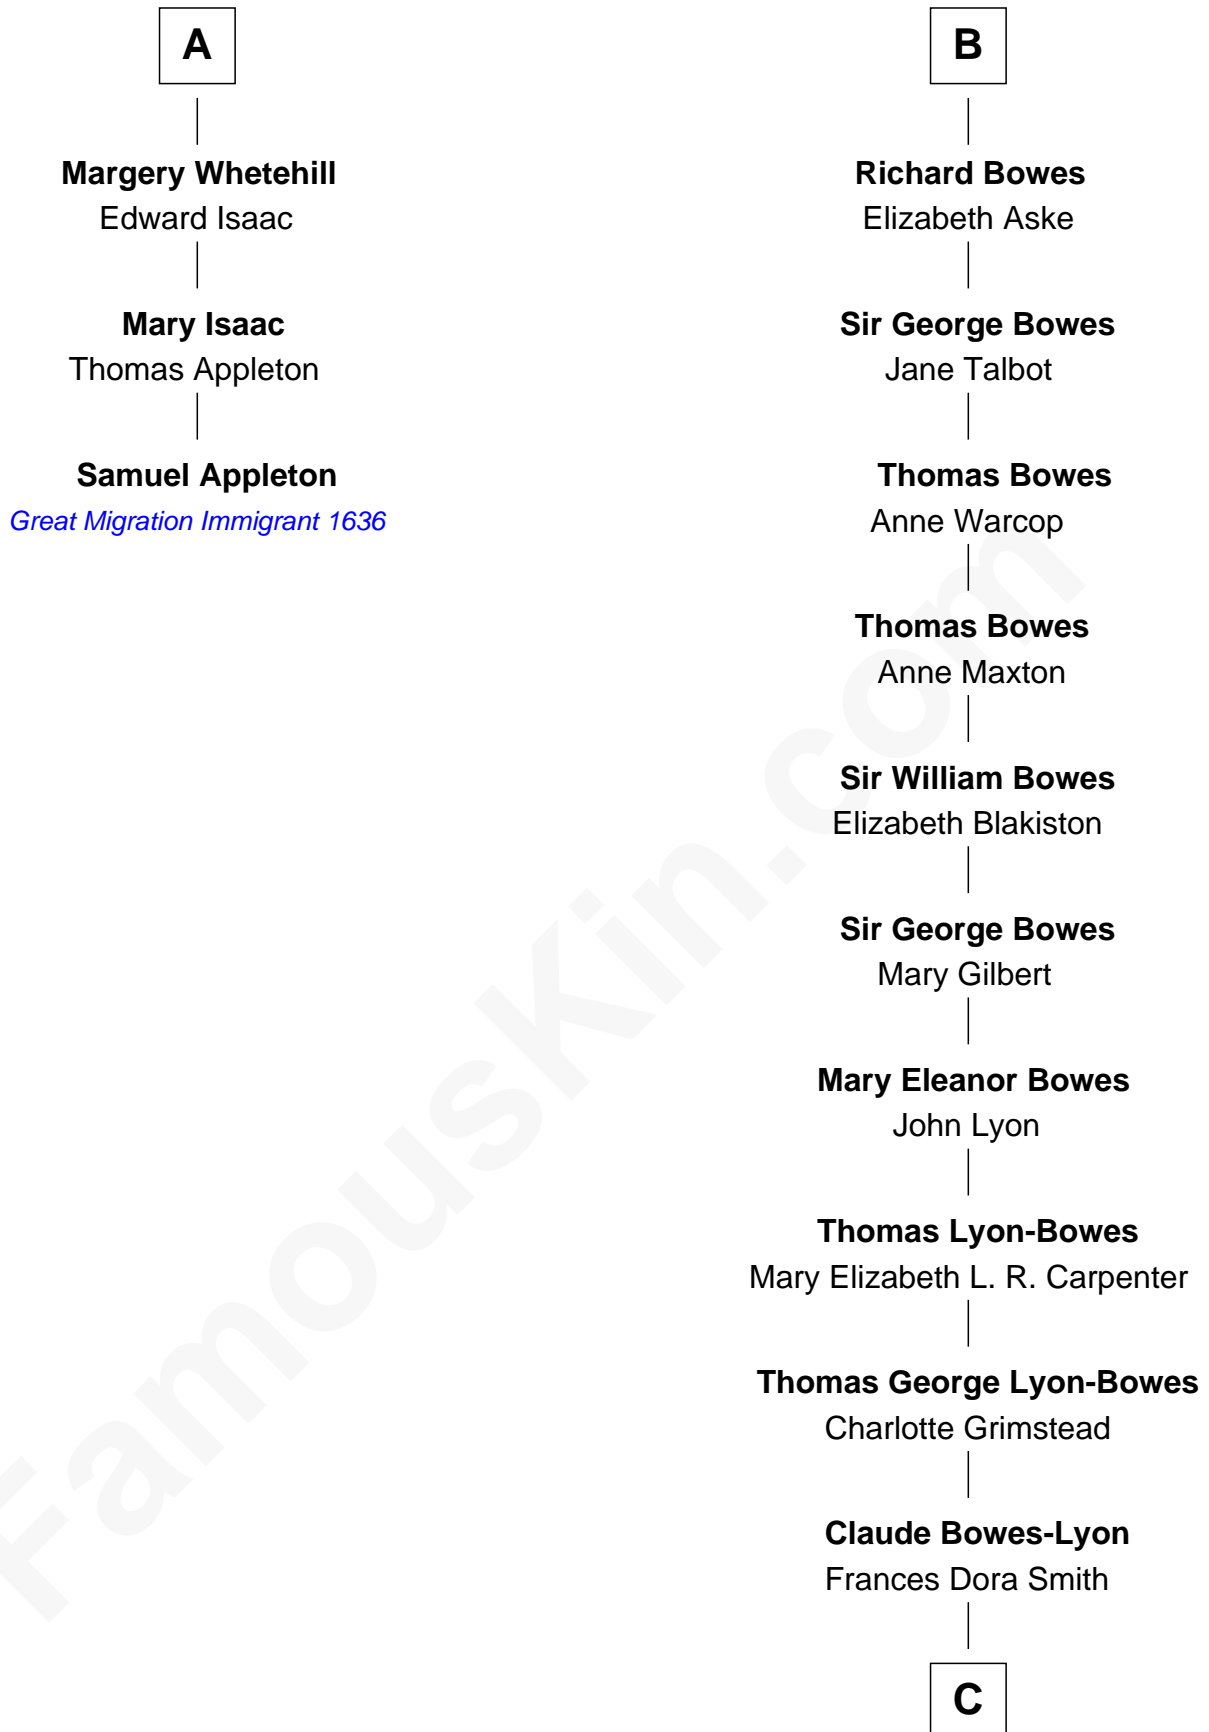 A
Margery Whetehill
Edward Isaac
Mary Isaac
Thomas Appleton
Samuel Appleton
Great Migration Immigrant 1636
B
Richard Bowes
Elizabeth Aske
Sir George Bowes
Jane Talbot
Thomas Bowes
Anne Warcop
Thomas Bowes
Anne Maxton
Sir William Bowes
Elizabeth Blakiston
Sir George Bowes
Mary Gilbert
Mary Eleanor Bowes
John Lyon
Thomas Lyon-Bowes
Mary Elizabeth L. R. Carpenter
Thomas George Lyon-Bowes
Charlotte Grimstead
Claude Bowes-Lyon
Frances Dora Smith
C
FamousKin.com